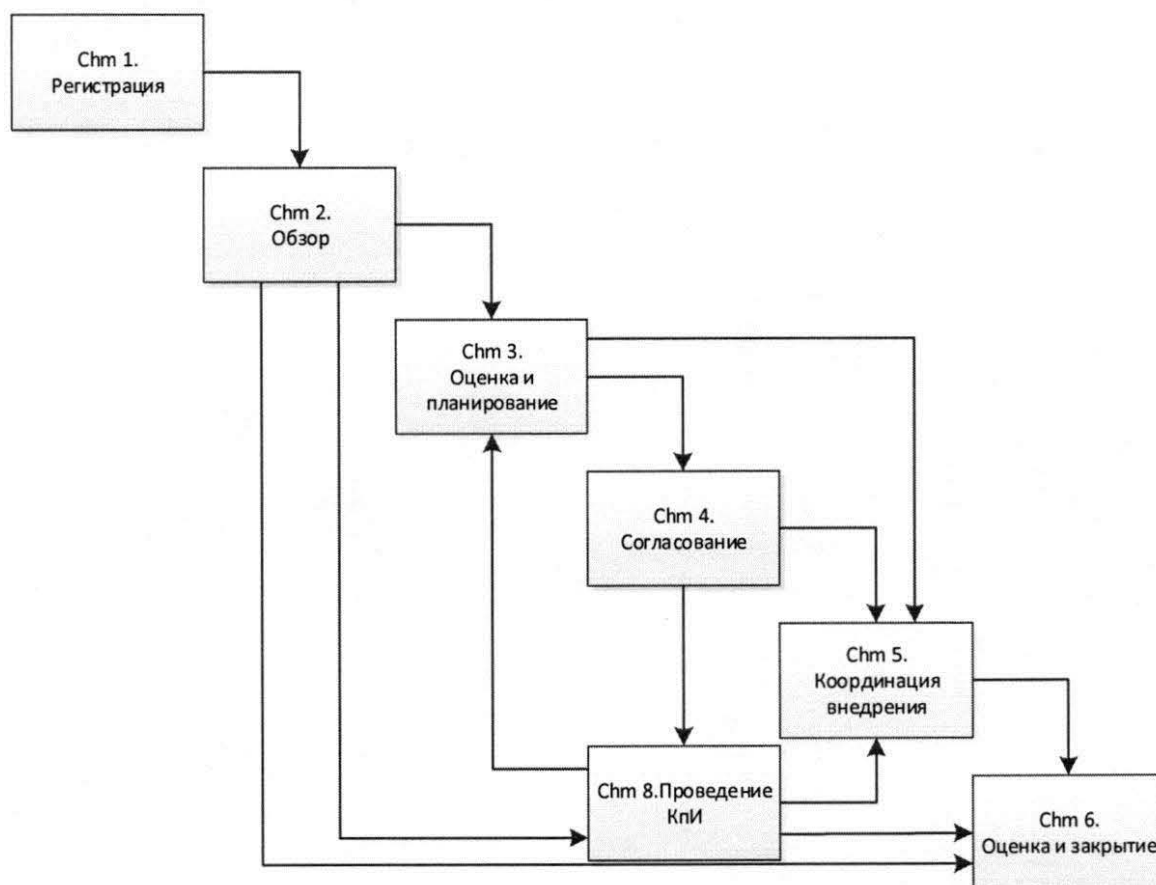 Chm 1.
Регистрация
Chm 2.
Обзор
Chm 3.
Оценка и
планирование
Chm 4.
Согласование
Chm 5.
Координация
внедрения
Chm 8.Проведение
КпИ
Chm 6.
Оценка и закрытие